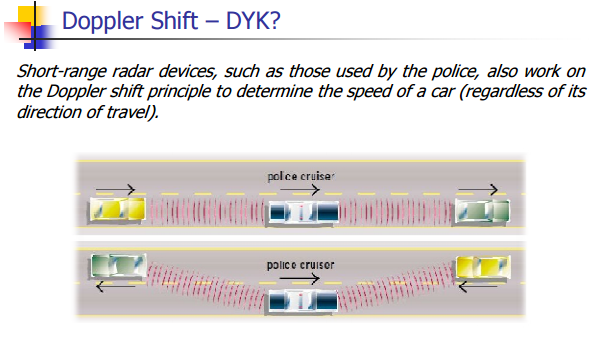 Doppler Shift – DYK?
Short-range radar devices, such as those used by the police, also work on
the Doppler shift principle to determine the speed of a car (regardless of its
direction of travel).
police cruiser
police cruisor